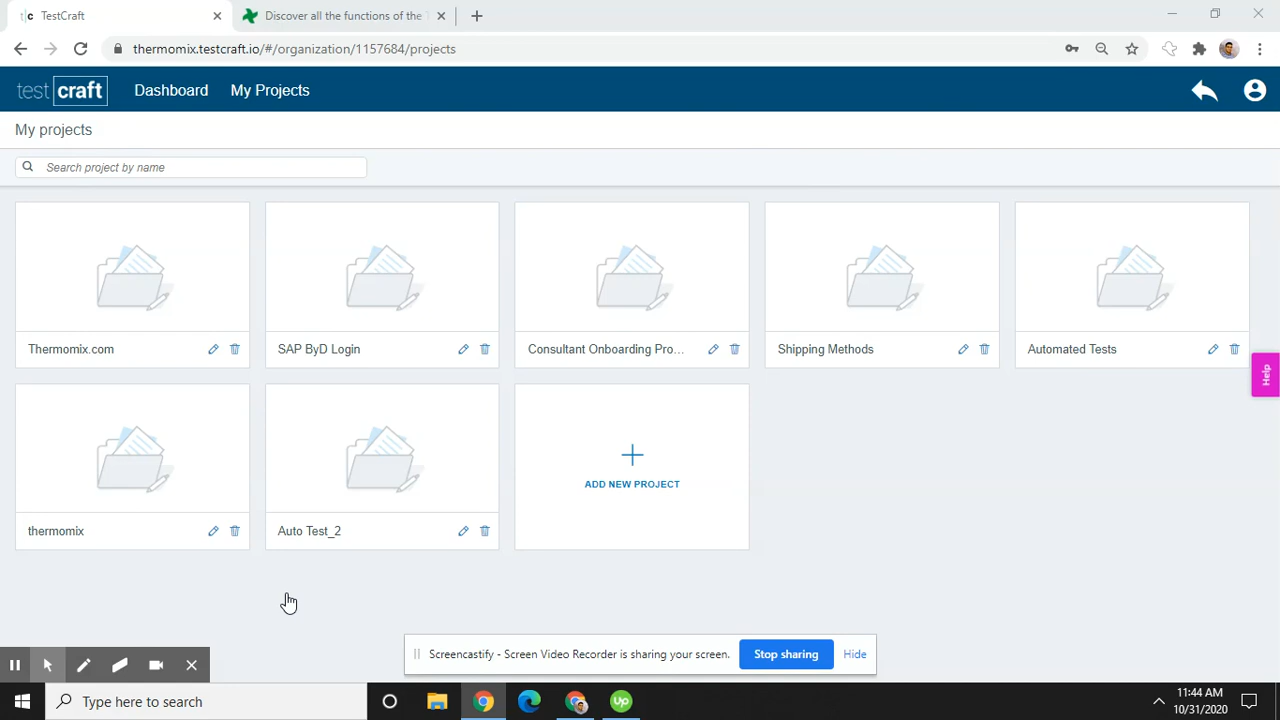 TestCraft
Discover all the functions of the
thermomix.testcraft.io/#/organization/1157684/projects
test craft
Dashboard
My Projects
My projects
Search project by name
Thermomix.com
SAP ByD Login
Consultant Onboarding Pro...
Shipping Methods
Automated Tests
Help
thermomix
Auto Test_2
ADD NEW PROJECT
Screencastify - Screen Video Recorder is sharing your screen.
Stop sharing
Hide
Type here to search
Up
11:44 AM
10/31/2020